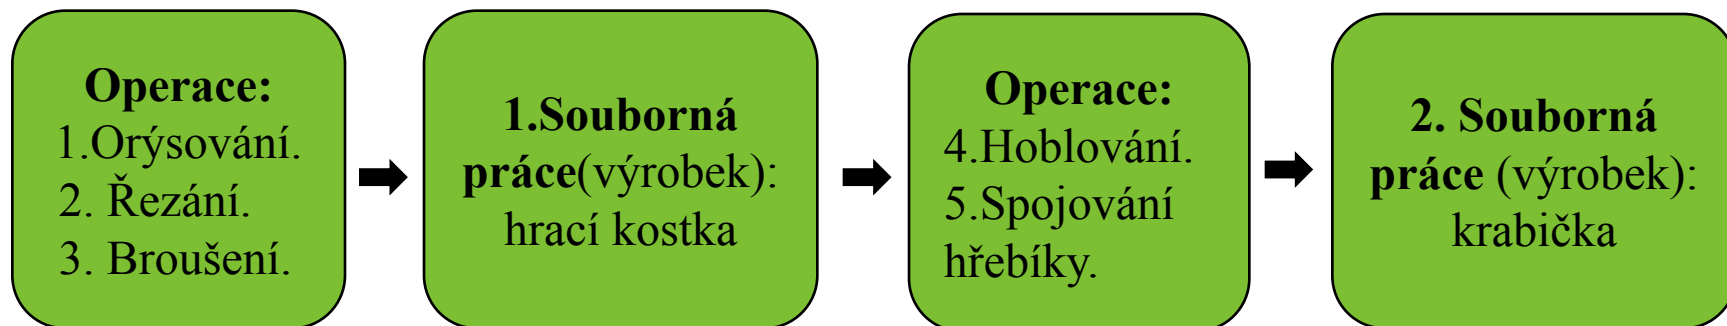 Operace:
1.Orýsování.
2. Řezání.
3. Broušení.
1.Souborná
práce(výrobek):
hrací kostka
Operace:
4.Hoblování.
5.Spojování
hřebíky.
2. Souborná
práce (výrobek):
krabička